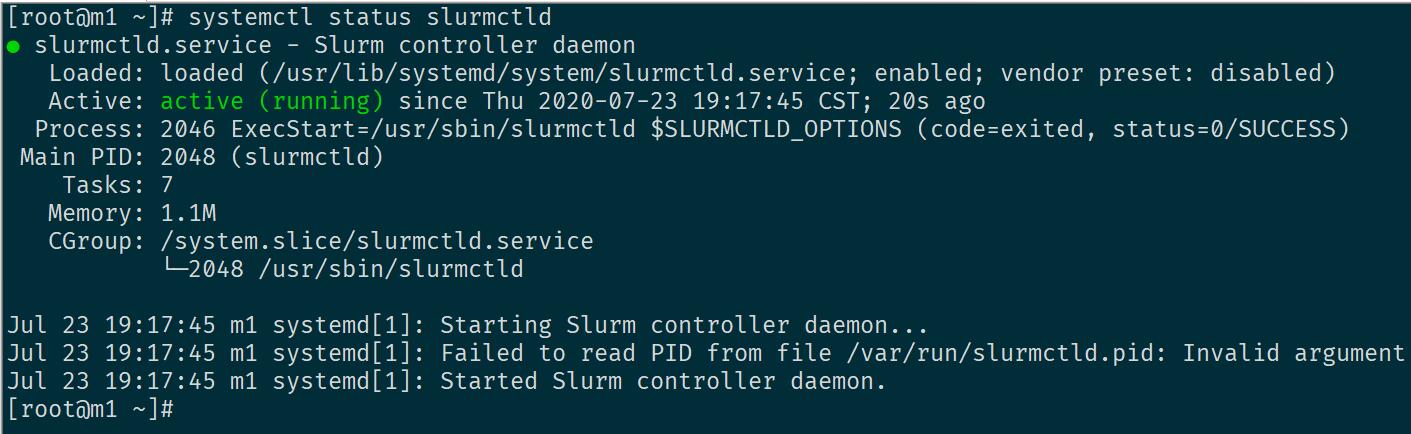 [root@m1 ~]# systemctl status slurmctld
● slurmctld.service - Slurm controller daemon
   Loaded: loaded (/usr/lib/systemd/system/slurmctld.service; enabled; vendor preset: disabled)
   Active: active (running) since Thu 2020-07-23 19:17:45 CST; 20s ago
  Process: 2046 ExecStart=/usr/sbin/slurmctld $SLURMCTLD_OPTIONS (code=exited, status=0/SUCCESS)
 Main PID: 2048 (slurmctld)
    Tasks: 7
   Memory: 1.1M
   CGroup: /system.slice/slurmctld.service
           └─2048 /usr/sbin/slurmctld

Jul 23 19:17:45 m1 systemd[1]: Starting Slurm controller daemon...
Jul 23 19:17:45 m1 systemd[1]: Failed to read PID from file /var/run/slurmctld.pid: Invalid argument
Jul 23 19:17:45 m1 systemd[1]: Started Slurm controller daemon.
[root@m1 ~]#